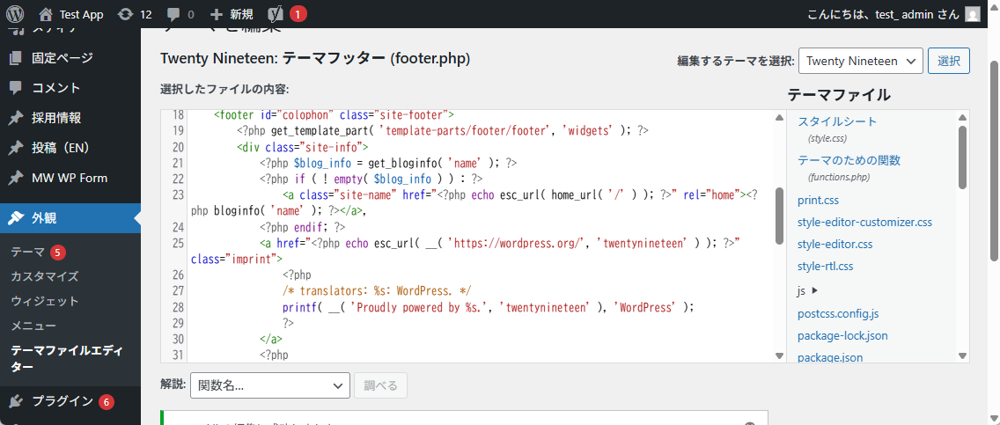 Test App 12 0 新規 1 こんにちは、test_ admin さん
固定ページ
コメント
採用情報
投稿（EN）
MW WP Form
外観
テーマ 5
カスタマイズ
ウィジェット
メニュー
テーマファイルエディ
ター
プラグイン 6
Twenty Nineteen: テーマフッター (footer.php)
編集するテーマを選択: Twenty Nineteen 選択
選択したファイルの内容:
18 <footer id="colophon" class="site-footer">
19 <?php get_template_part( 'template-parts/footer/footer', 'widgets' ); ?>
20 <div class="site-info">
21 <?php $blog_info = get_bloginfo( 'name' ); ?>
22 <?php if ( ! empty( $blog_info ) ) : ?>
23 <a class="site-name" href="<?php echo esc_url( home_url( '/' ) ); ?>" rel="home"><?
php bloginfo( 'name' ); ?></a>,
24 <?php endif; ?>
25 <a href="<?php echo esc_url( __( 'https://wordpress.org/', 'twentynineteen' ) ); ?>"
class="imprint">
26 <?php
27 /* translators: %s: WordPress. */
28 printf( __( 'Proudly powered by %s.', 'twentynineteen' ), 'WordPress' );
29 ?>
30 </a>
31 <?php
テーマファイル
スタイルシート
(style.css)
テーマのための関数
(functions.php)
print.css
style-editor-customizer.css
style-editor.css
style-rtl.css
js
postcss.config.js
package-lock.json
package.json
解説: 関数名... 調べる